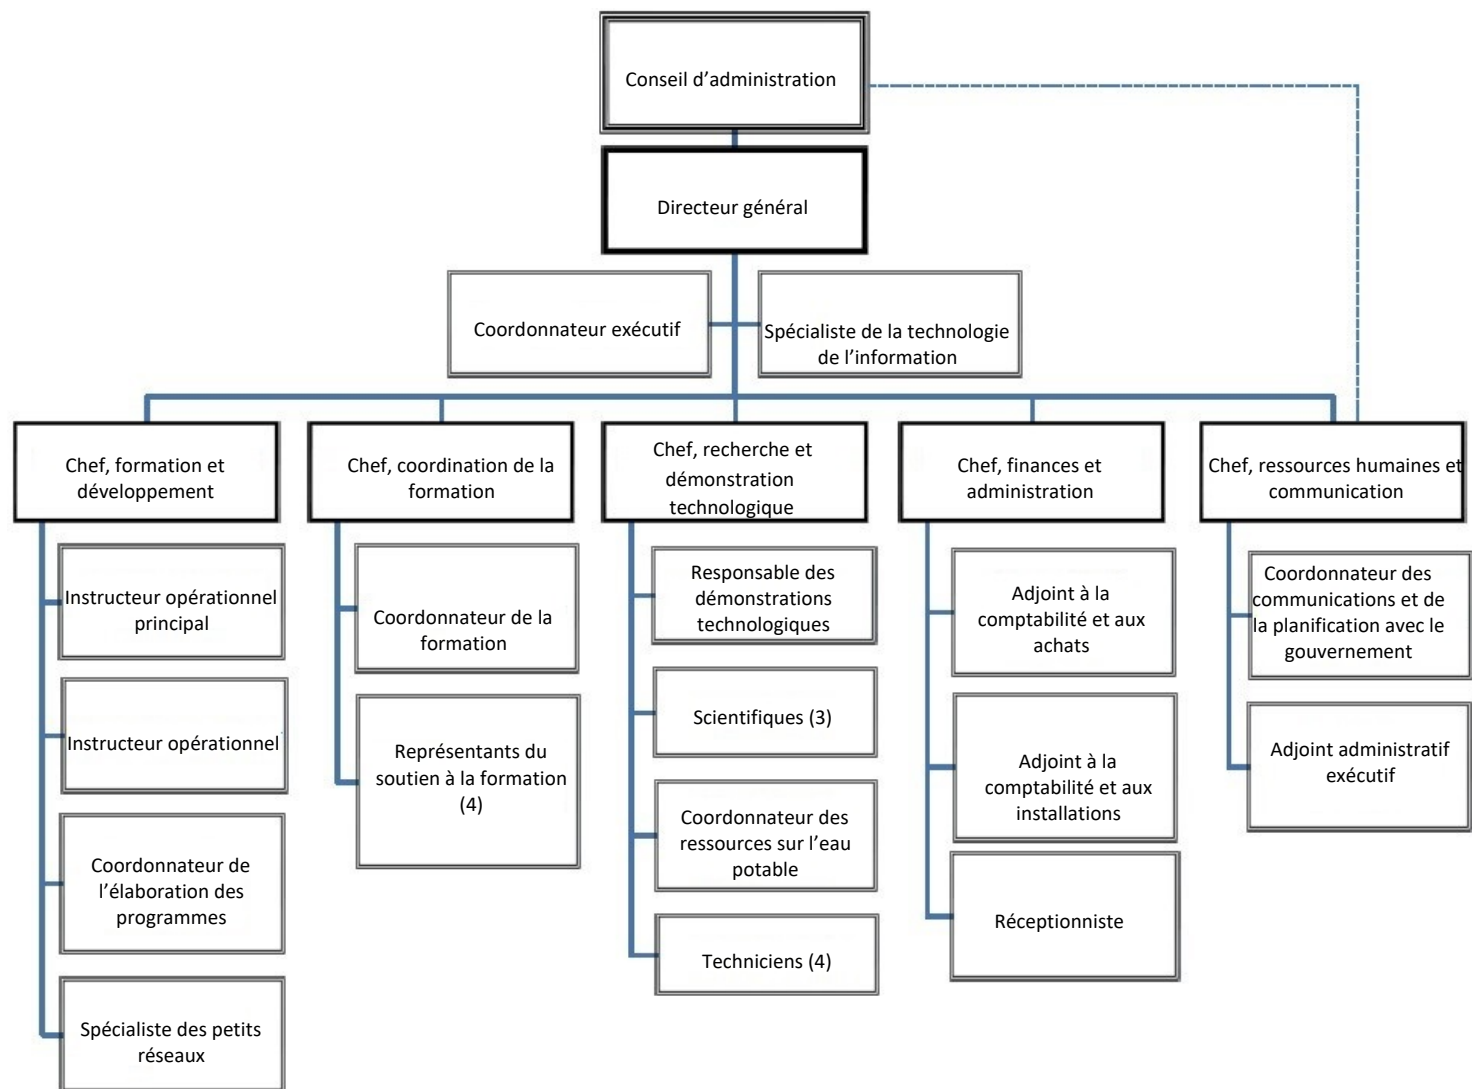 Conseil d’administration
Directeur général
Coordonnateur exécutif
Spécialiste de la technologie
de l’information
Chef, formation et
développement
Chef, coordination de la
formation
Chef, recherche et
démonstration
technologique
Chef, finances et
administration
Chef, ressources humaines et
communication
Instructeur opérationnel
principal
Instructeur opérationnel
Coordonnateur de
l’élaboration des
programmes
Spécialiste des petits
réseaux
Coordonnateur de la
formation
Représentants du
soutien à la formation
(4)
Responsable des
démonstrations
technologiques
Scientifiques (3)
Coordonnateur des
ressources sur l’eau
potable
Techniciens (4)
Adjoint à la
comptabilité et aux
achats
Adjoint à la
comptabilité et aux
installations
Réceptionniste
Coordonnateur des
communications et de
la planification avec le
gouvernement
Adjoint administratif
exécutif